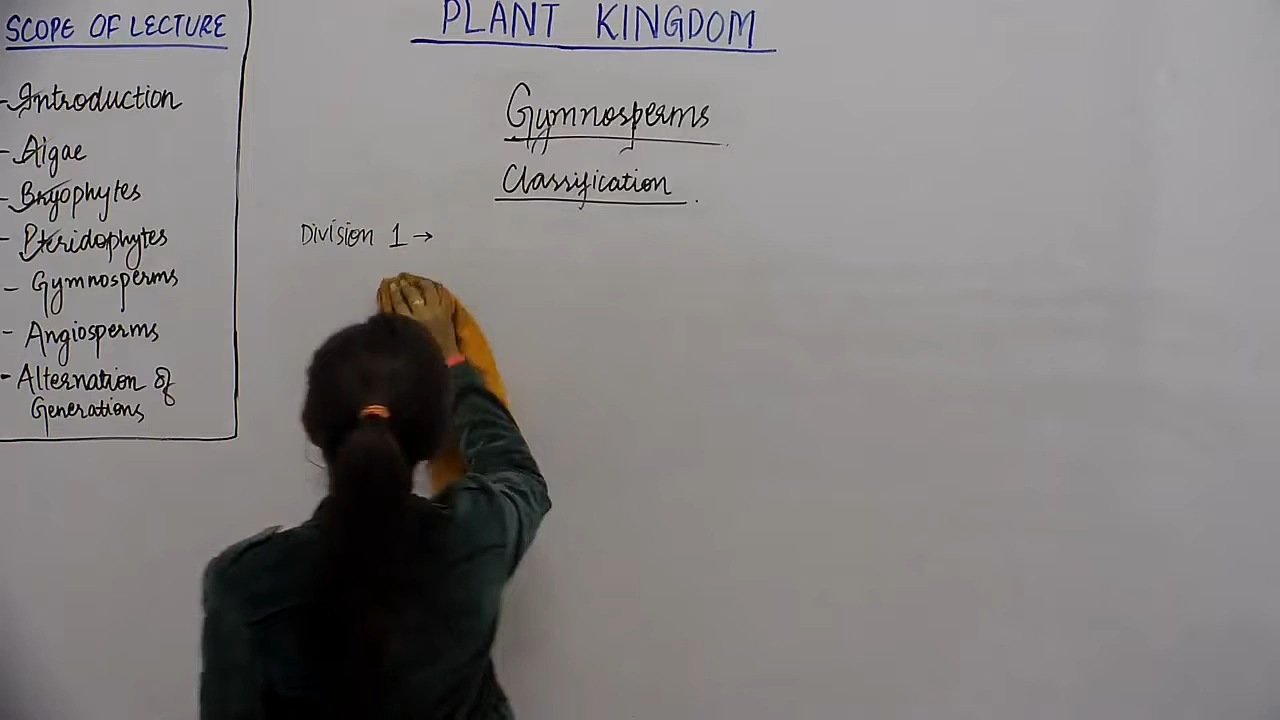 SCOPE OF LECTURE
- Introduction
- Algae
- Bryophytes
- Pteridophytes
- Gymnosperms
- Angiosperms
- Alternation of
Generations
PLANT KINGDOM
Gymnosperms
Classification
Division 1 →